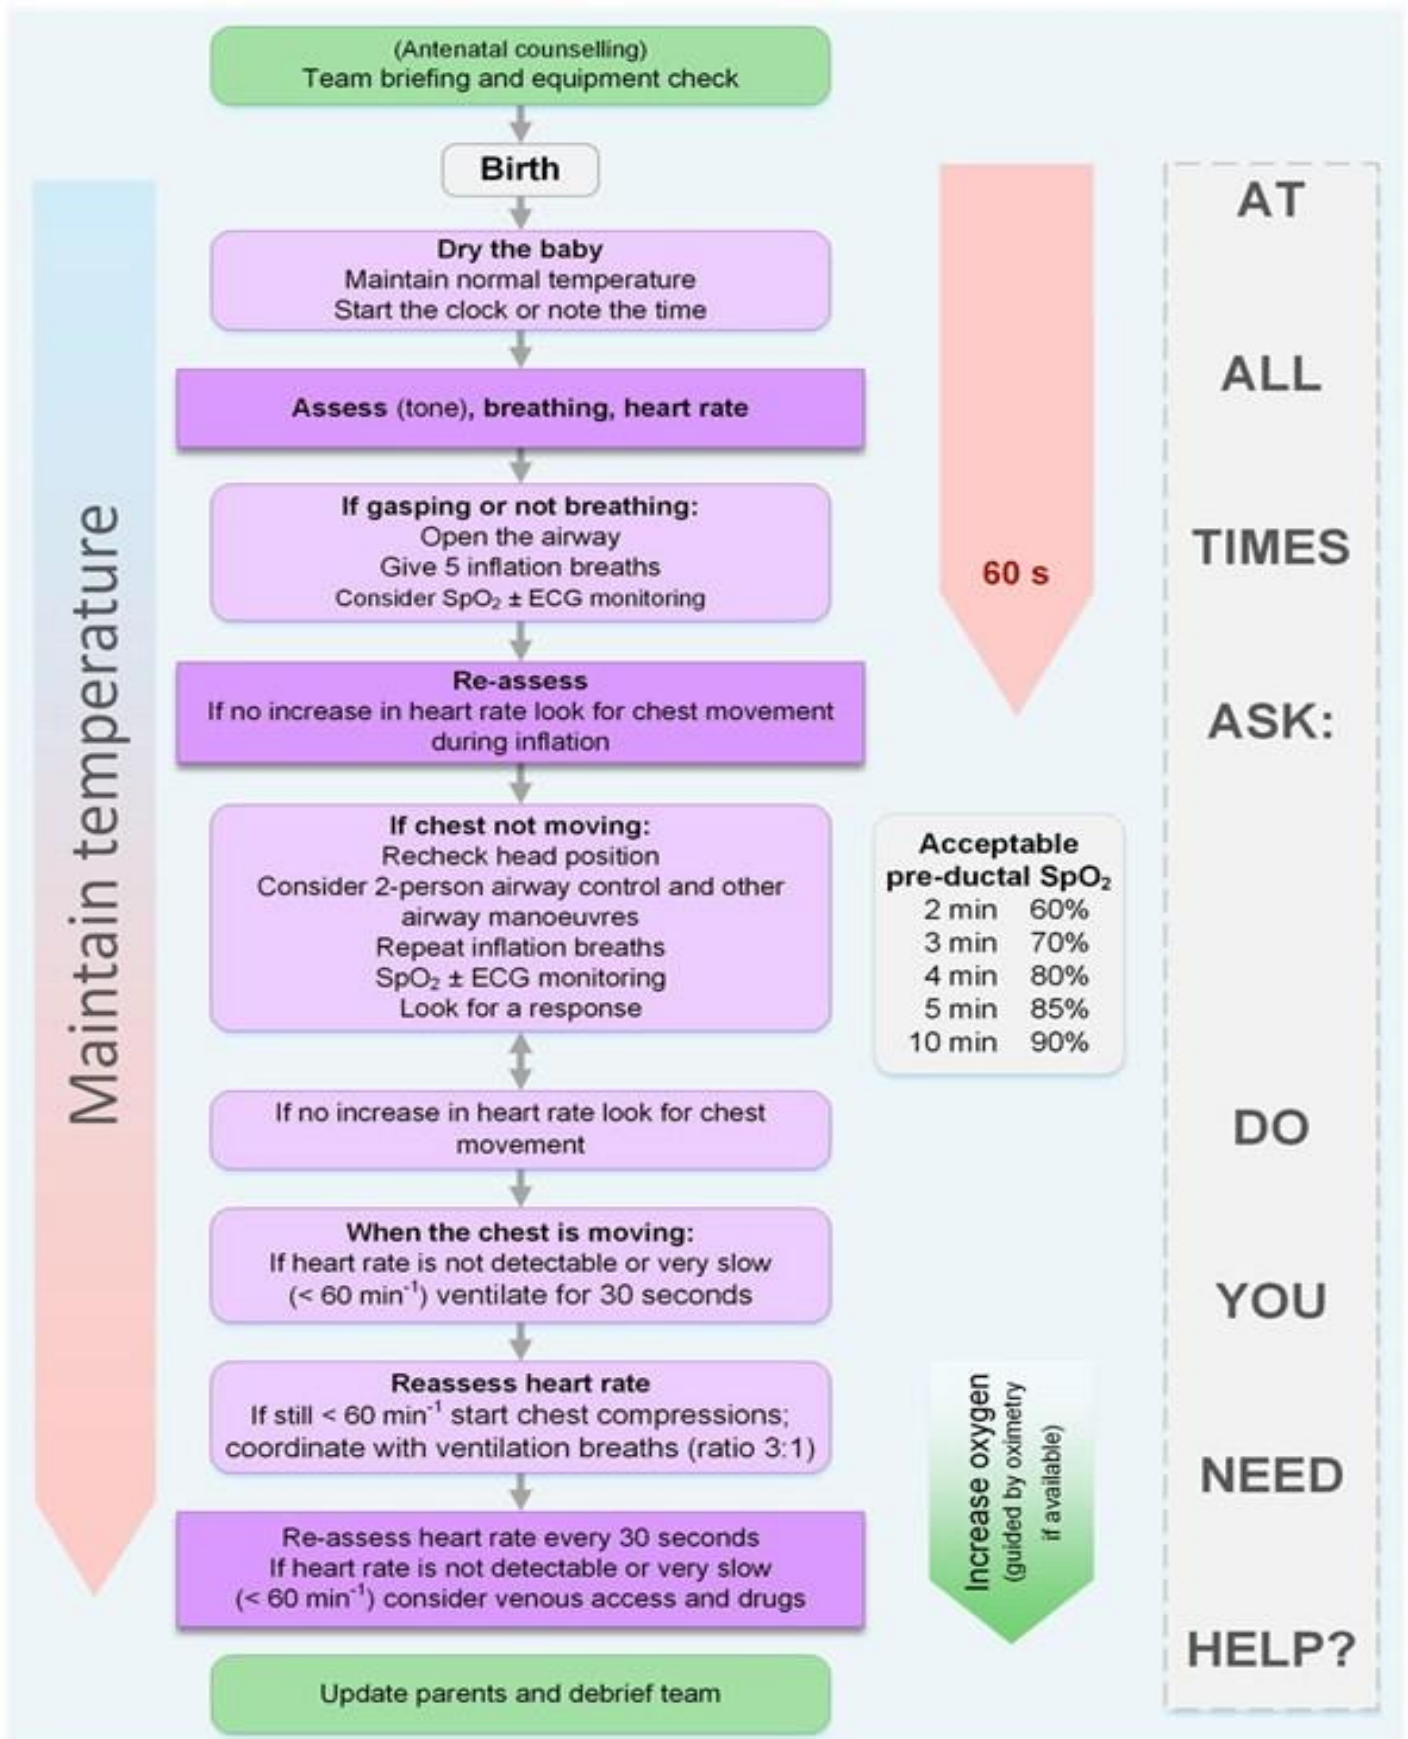 (Antenatal counselling)
Team briefing and equipment check
Birth
Dry the baby
Maintain normal temperature
Start the clock or note the time
Assess (tone), breathing, heart rate
If gasping or not breathing:
Open the airway
Give 5 inflation breaths
Consider SpO₂ ± ECG monitoring
Re-assess
If no increase in heart rate look for chest movement
during inflation
If chest not moving:
Recheck head position
Consider 2-person airway control and other
airway manoeuvres
Repeat inflation breaths
SpO₂ ± ECG monitoring
Look for a response
If no increase in heart rate look for chest
movement
When the chest is moving:
If heart rate is not detectable or very slow
(< 60 min⁻¹) ventilate for 30 seconds
Reassess heart rate
If still < 60 min⁻¹ start chest compressions;
coordinate with ventilation breaths (ratio 3:1)
Re-assess heart rate every 30 seconds
If heart rate is not detectable or very slow
(< 60 min⁻¹) consider venous access and drugs
Update parents and debrief team
Maintain temperature
60 s
Acceptable
pre-ductal SpO₂
2 min 60%
3 min 70%
4 min 80%
5 min 85%
10 min 90%
Increase oxygen
(guided by oximetry
if available)
AT
ALL
TIMES
ASK:
DO
YOU
NEED
HELP?